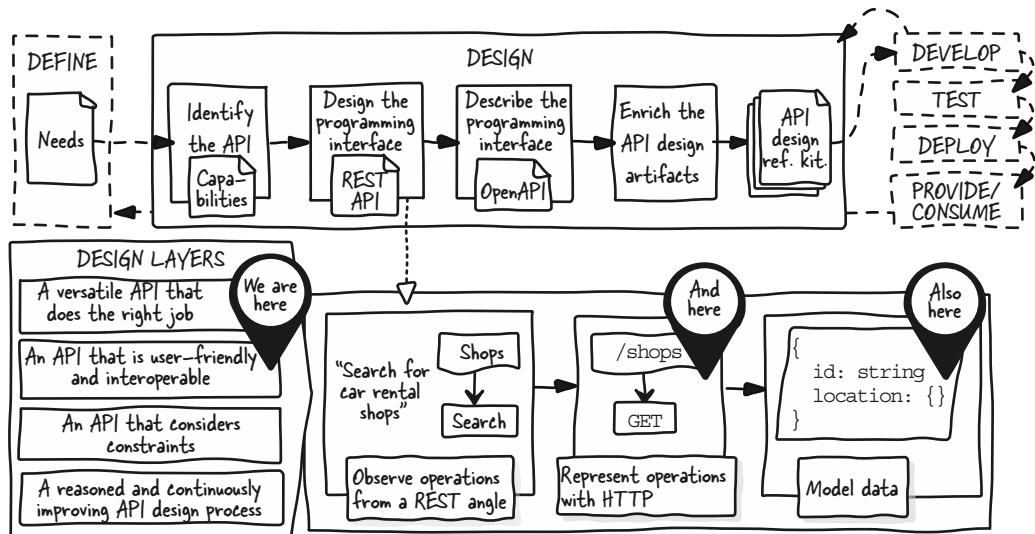 DEFINE
Needs
DESIGN
Identify
the API
Capa-
bilities
Design the
programming
interface
REST
API
Describe the
programming
interface
OpenAPI
Enrich the
API design
artifacts
API
design
ref. kit.
DEVELOP
TEST
DEPLOY
PROVIDE/
CONSUME
DESIGN LAYERS
A versatile API that
does the right job
An API that is user-friendly
and interoperable
An API that considers
constraints
A reasoned and continuously
improving API design process
We are
here
"Search for
car rental
shops"
Shops
Search
Observe operations
from a REST angle
And
here
/shops
GET
Represent operations
with HTTP
Also
here
{
id: string
location: {}
}
Model data